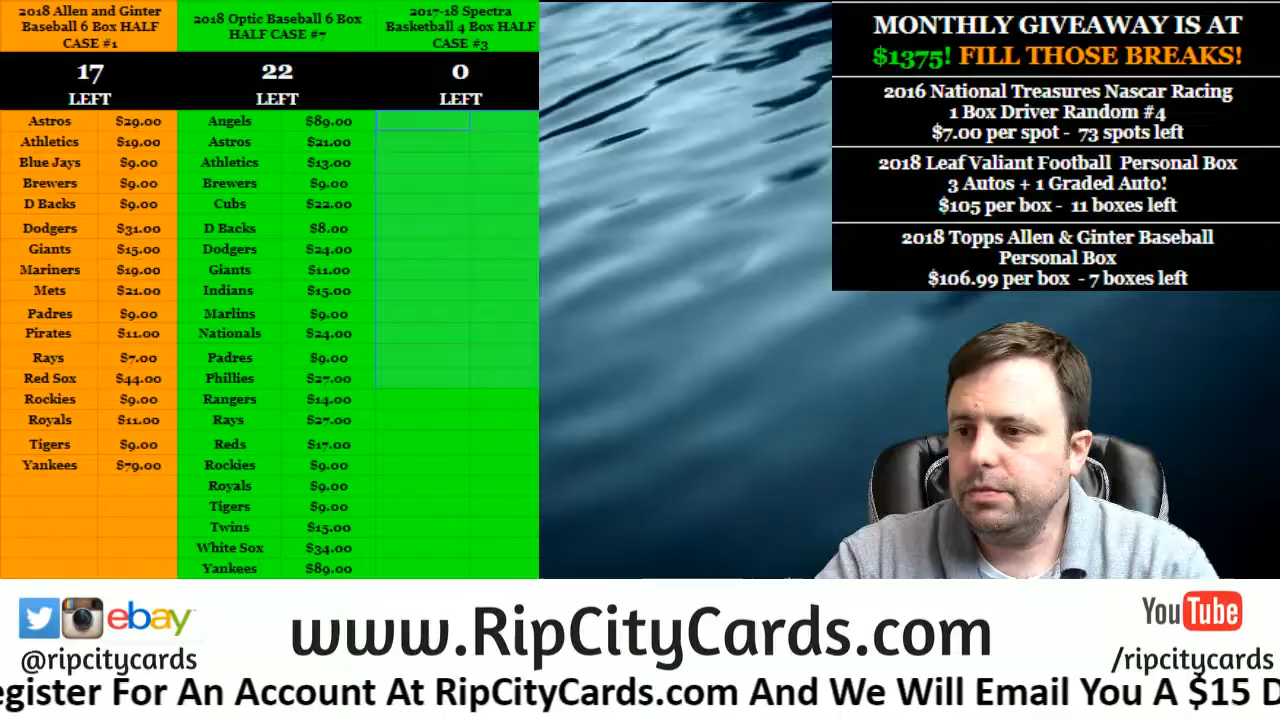 2018 Allen and Ginter
Baseball 6 Box HALF
CASE #1
17
LEFT
Astros $29.00
Athletics $19.00
Blue Jays $9.00
Brewers $9.00
D Backs $9.00
Dodgers $31.00
Giants $15.00
Mariners $19.00
Mets $21.00
Padres $9.00
Pirates $11.00
Rays $7.00
Red Sox $44.00
Rockies $9.00
Royals $11.00
Tigers $9.00
Yankees $79.00
2018 Optic Baseball 6 Box
HALF CASE #7
22
LEFT
Angels $89.00
Astros $21.00
Athletics $13.00
Brewers $9.00
Cubs $22.00
D Backs $8.00
Dodgers $24.00
Giants $11.00
Indians $15.00
Marlins $9.00
Nationals $24.00
Padres $9.00
Phillies $27.00
Rangers $14.00
Rays $27.00
Reds $17.00
Rockies $9.00
Royals $9.00
Tigers $9.00
Twins $15.00
White Sox $34.00
Yankees $89.00
2017-18 Spectra
Basketball 4 Box HALF
CASE #3
0
LEFT
MONTHLY GIVEAWAY IS AT
$1375! FILL THOSE BREAKS!
2016 National Treasures Nascar Racing
1 Box Driver Random #4
$7.00 per spot - 73 spots left
2018 Leaf Valiant Football Personal Box
3 Autos + 1 Graded Auto!
$105 per box - 11 boxes left
2018 Topps Allen & Ginter Baseball
Personal Box
$106.99 per box - 7 boxes left
ebay
@ripcitycards
www.RipCityCards.com
YouTube
/ripcitycards
egister For An Account At RipCityCards.com And We Will Email You A $15 D